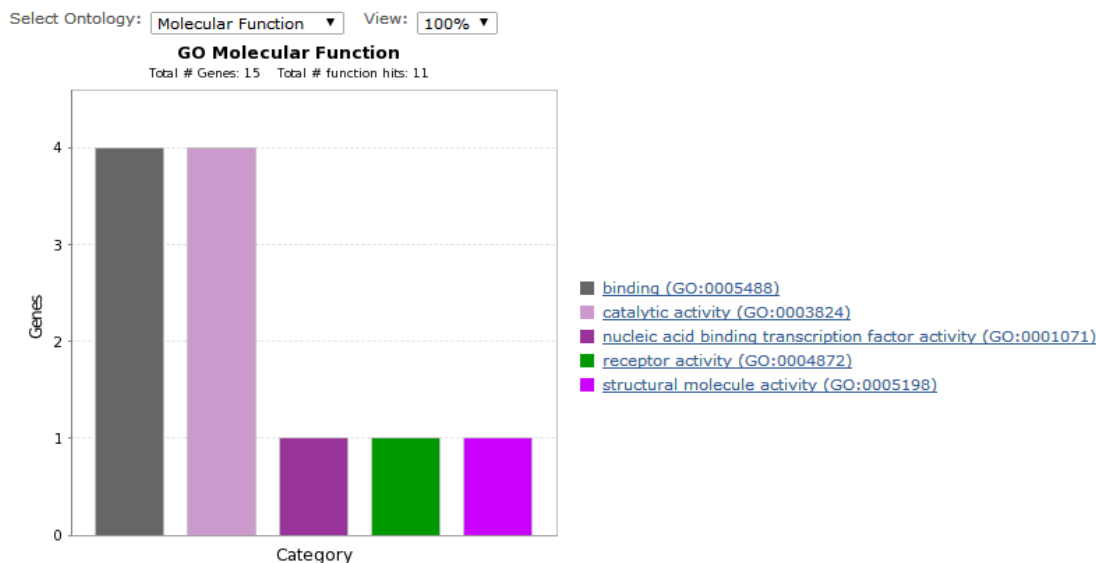 Select Ontology: Molecular Function ▼ View: 100% ▼
GO Molecular Function
Total # Genes: 15 Total # function hits: 11
4
3
2
1
0
Genes
Category
binding (GO:0005488)
catalytic activity (GO:0003824)
nucleic acid binding transcription factor activity (GO:0001071)
receptor activity (GO:0004872)
structural molecule activity (GO:0005198)